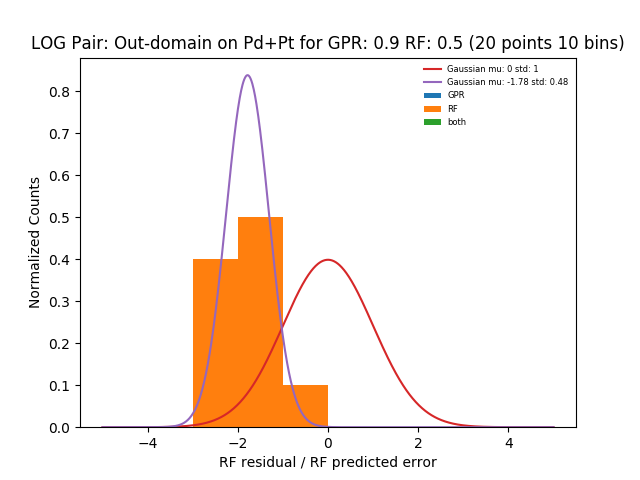 LOG Pair: Out-domain on Pd+Pt for GPR: 0.9 RF: 0.5 (20 points 10 bins)
Gaussian mu: 0 std: 1
Gaussian mu: -1.78 std: 0.48
GPR
RF
both
Normalized Counts
0.8
0.7
0.6
0.5
0.4
0.3
0.2
0.1
0.0
−4 −2 0 2 4
RF residual / RF predicted error